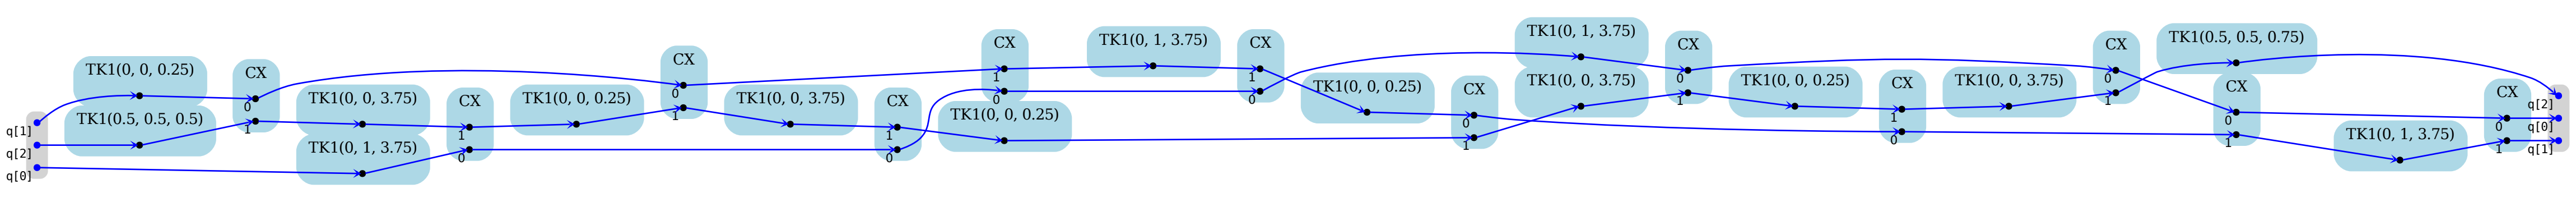 q[1]
q[2]
q[0]
TK1(0, 0, 0.25)
TK1(0.5, 0.5, 0.5)
CX
0
1
TK1(0, 0, 3.75)
TK1(0, 1, 3.75)
CX
1
0
TK1(0, 0, 0.25)
CX
0
1
TK1(0, 0, 3.75)
CX
1
0
CX
1
0
TK1(0, 0, 0.25)
TK1(0, 1, 3.75)
CX
1
0
TK1(0, 0, 0.25)
CX
0
1
TK1(0, 1, 3.75)
TK1(0, 0, 3.75)
CX
0
1
TK1(0, 0, 0.25)
CX
1
0
TK1(0, 0, 3.75)
CX
0
1
TK1(0.5, 0.5, 0.75)
CX
0
1
TK1(0, 1, 3.75)
CX
0
1
q[2]
q[0]
q[1]